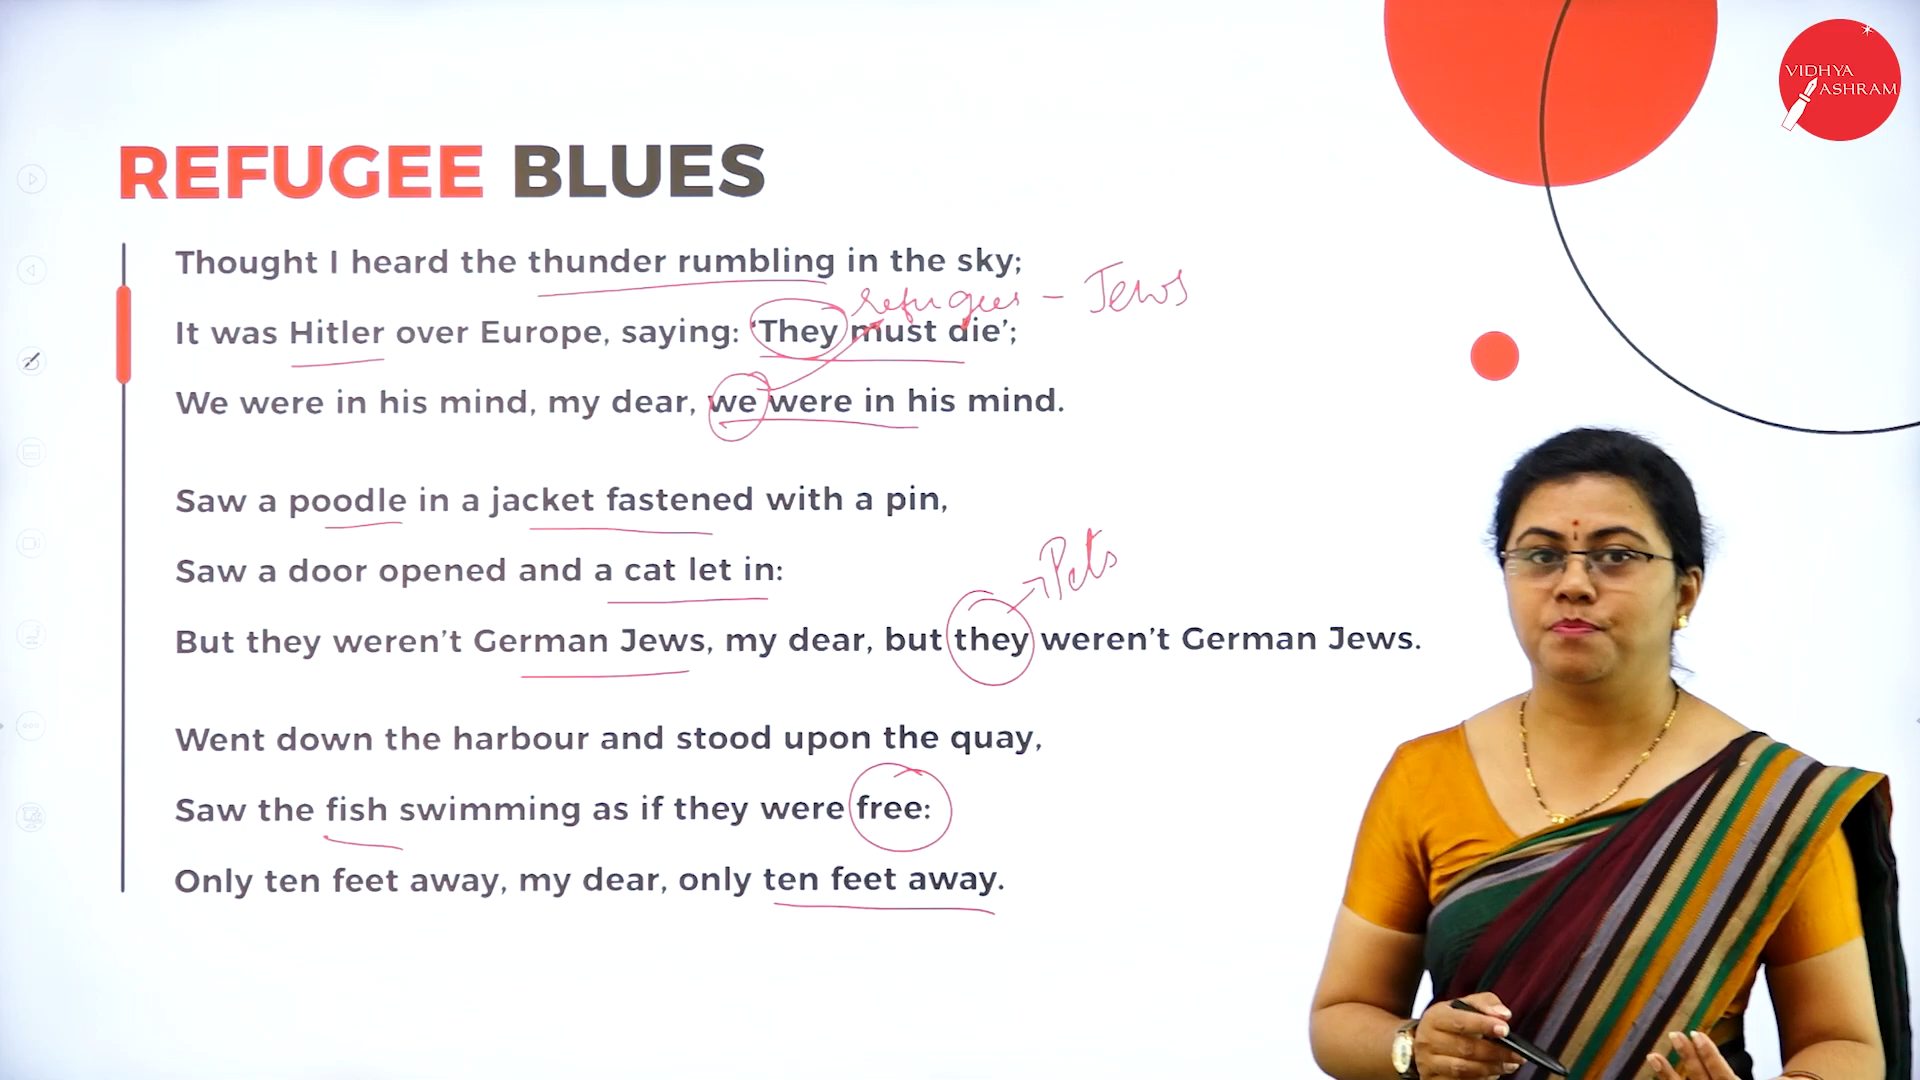 VIDHYA
ASHRAM
REFUGEE BLUES
Thought I heard the thunder rumbling in the sky;
refugees - Jews
It was Hitler over Europe, saying: ‘They must die’;
We were in his mind, my dear, we were in his mind.
Saw a poodle in a jacket fastened with a pin,
Pets
Saw a door opened and a cat let in:
But they weren’t German Jews, my dear, but they weren’t German Jews.
Went down the harbour and stood upon the quay,
Saw the fish swimming as if they were free:
Only ten feet away, my dear, only ten feet away.